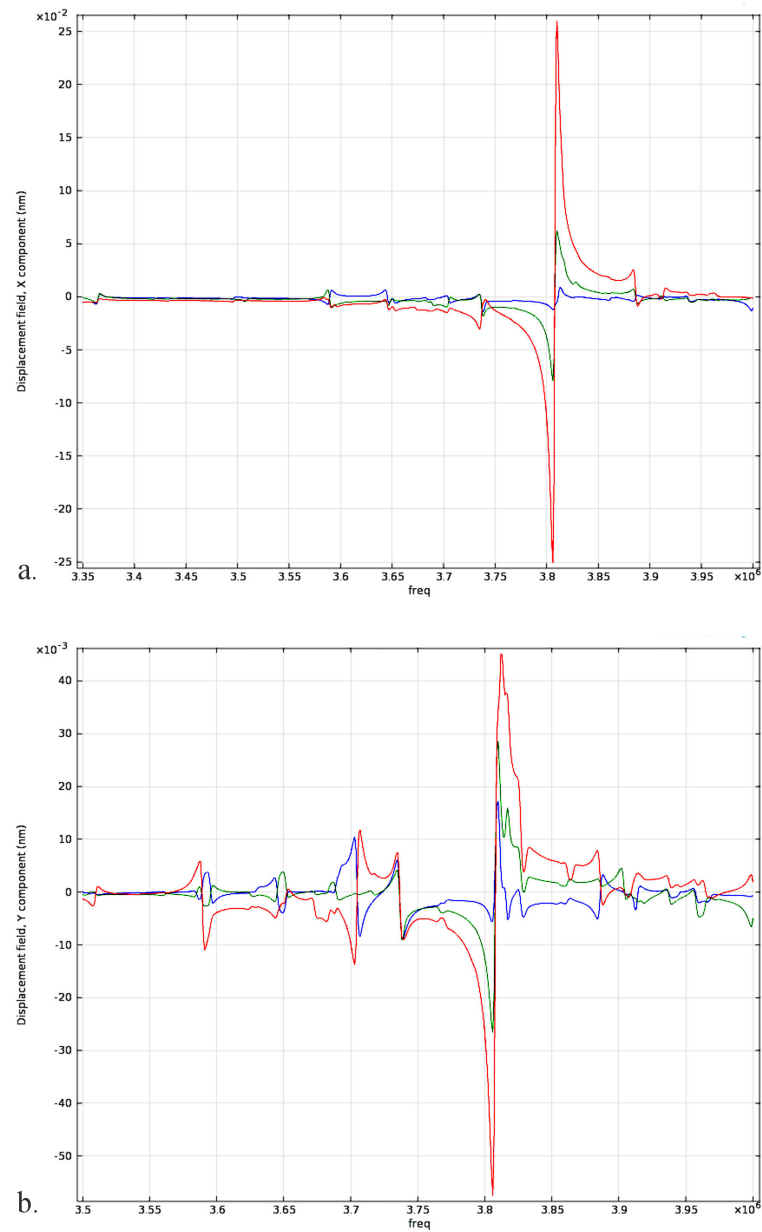 ×10⁻²
25
20
15
10
5
0
-5
-10
-15
-20
-25
Displacement field, X component (nm)
3.35 3.4 3.45 3.5 3.55 3.6 3.65 3.7 3.75 3.8 3.85 3.9 3.95 ×10⁶
freq
a.
×10⁻³
40
30
20
10
0
-10
-20
-30
-40
-50
Displacement field, Y component (nm)
3.5 3.55 3.6 3.65 3.7 3.75 3.8 3.85 3.9 3.95 ×10⁶
freq
b.